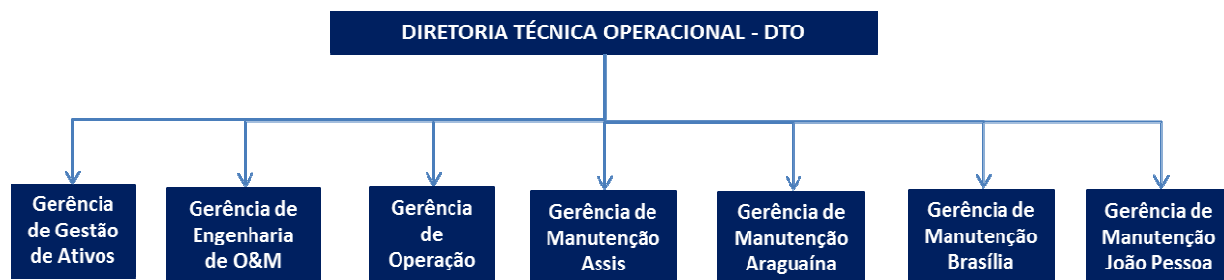 DIRETORIA TÉCNICA OPERACIONAL - DTO
Gerência
de Gestão
de Ativos
Gerência de
Engenharia
de O&M
Gerência
de
Operação
Gerência de
Manutenção
Assis
Gerência de
Manutenção
Araguaína
Gerência de
Manutenção
Brasília
Gerência de
Manutenção
João Pessoa